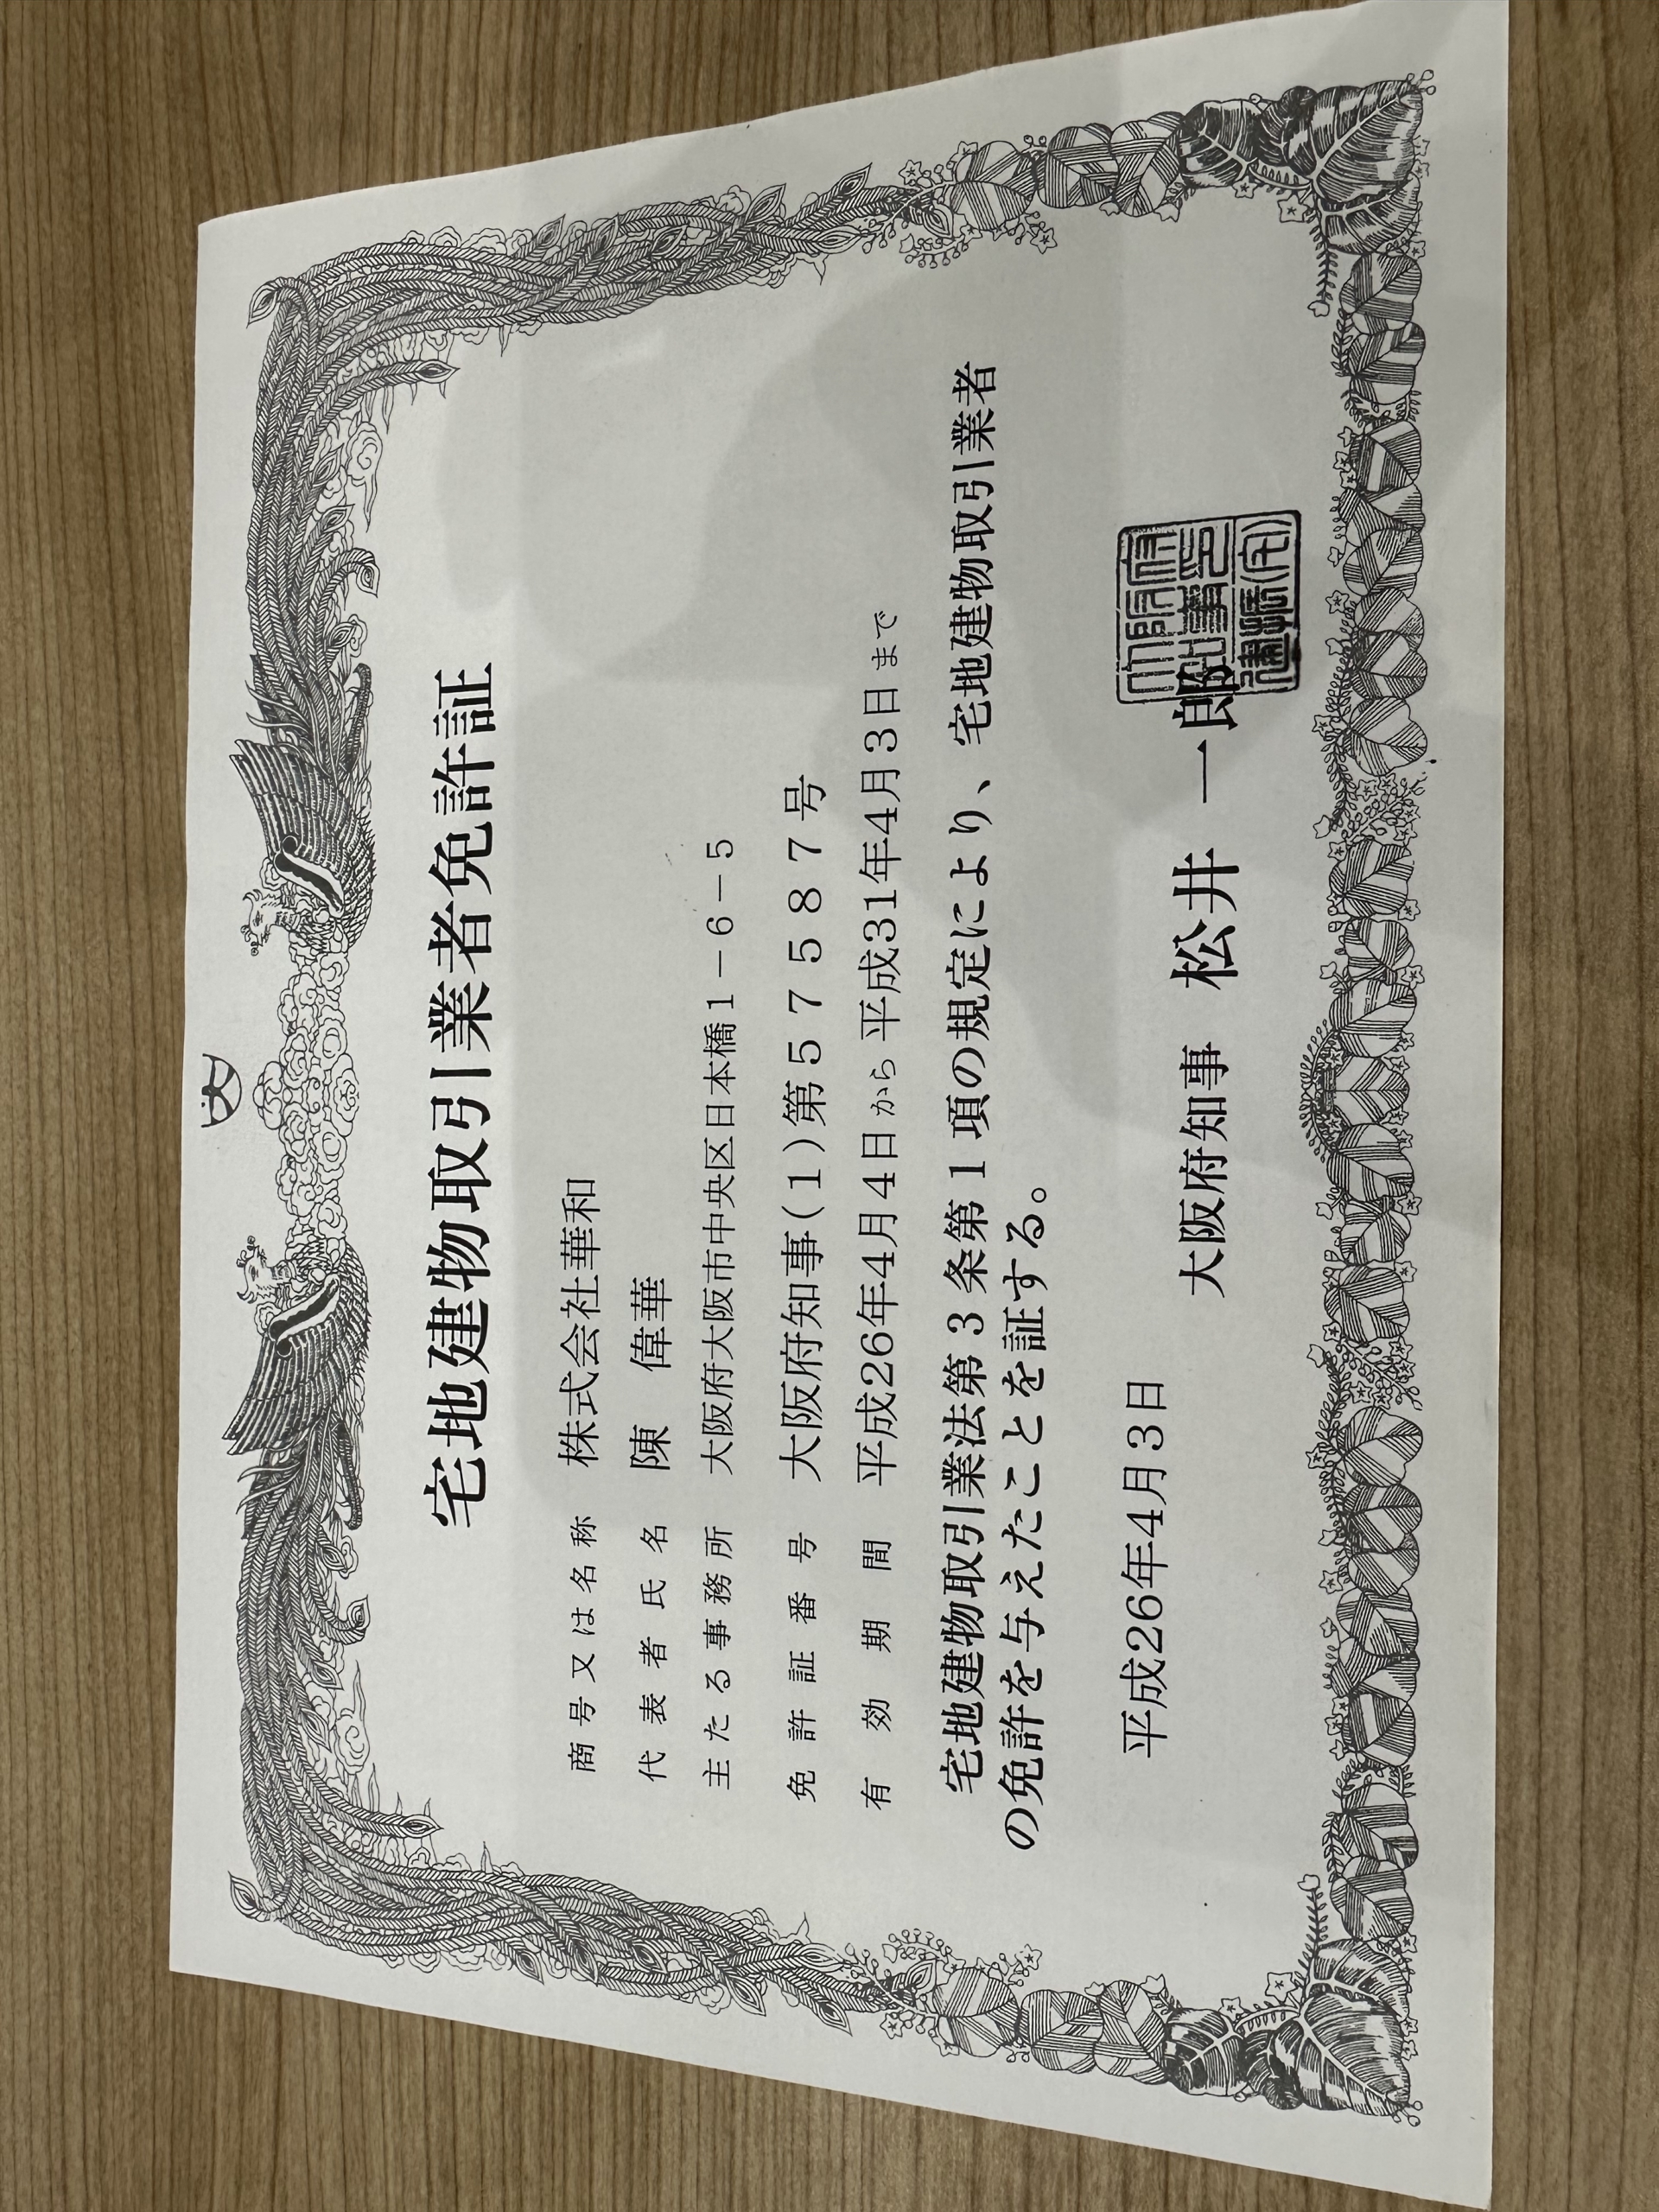 宅地建物取引業者免許証
商号又は名称 株式会社華和
代表者氏名 陳 偉華
主たる事務所 大阪府大阪市中央区日本橋1－6－5
免許証番号 大阪府知事(1)第57587号
有効期間 平成26年4月4日から平成31年4月3日まで
宅地建物取引業法第3条第1項の規定により、宅地建物取引業者
の免許を与えたことを証する。
平成26年4月3日
大阪府知事 松井 一郎